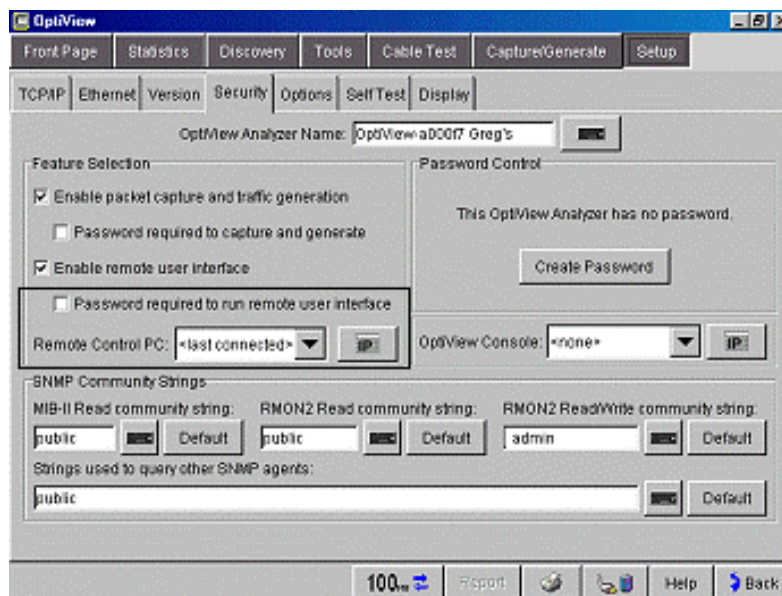 OptiView
Front Page Statistics Discovery Tools Cable Test Capture/Generate Setup
TCP/IP Ethernet Version Security Options Self Test Display
OptiView Analyzer Name: OptiView-a000f7 Greg's
Feature Selection
Enable packet capture and traffic generation
Password required to capture and generate
Enable remote user interface
Password required to run remote user interface
Remote Control PC: <last connected> IP
Password Control
This OptiView Analyzer has no password.
Create Password
OptiView Console: <none> IP
SNMP Community Strings
MIB-II Read community string: RMON2 Read community string: RMON2 Read/Write community string:
public Default public Default admin Default
Strings used to query other SNMP agents:
public Default
100 Report Help Back